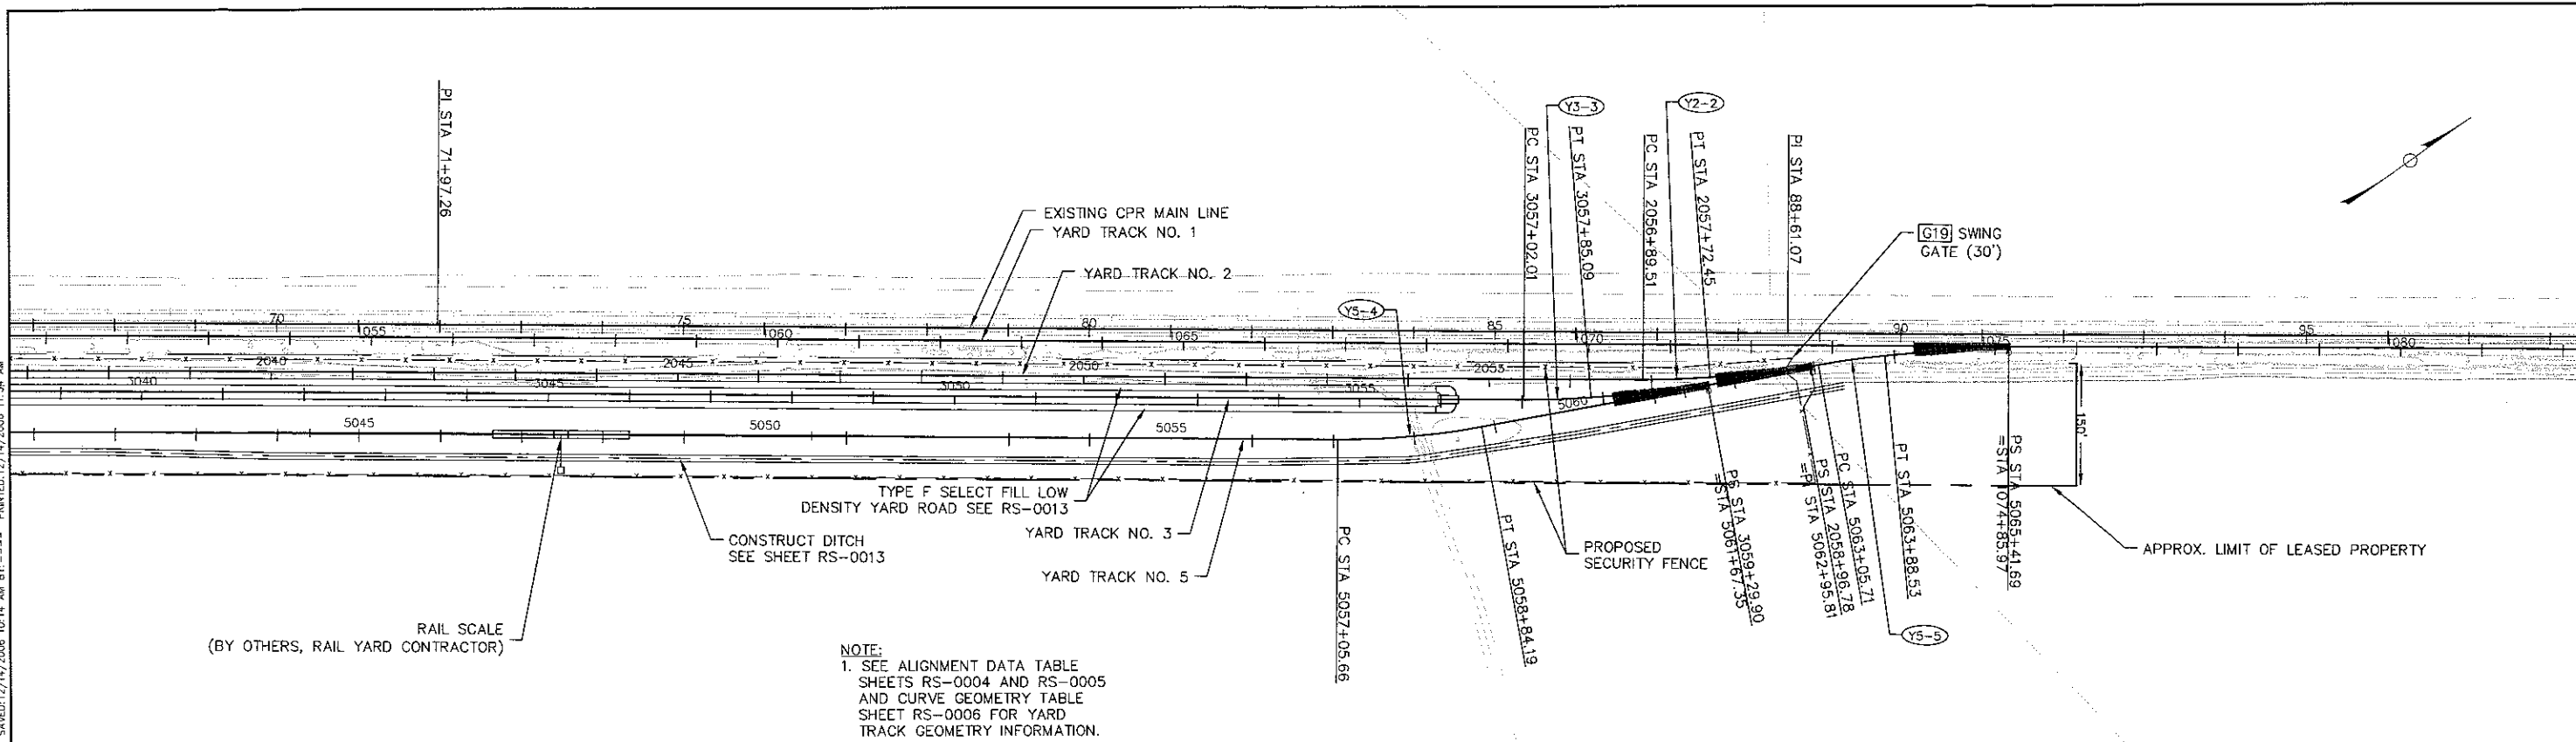 PI STA 71+97.26
EXISTING CPR MAIN LINE
YARD TRACK NO. 1
YARD TRACK NO. 2
Y5-4
Y3-3
Y2-2
PC STA 3057+02.01
PT STA 3057+85.09
PC STA 2056+89.51
PT STA 2057+72.45
PI STA 88+61.07
G19 SWING
GATE (30')
70
75
80
85
90
95
1055
1060
1065
1070
1075
1080
2040
2045
2050
2055
3040
3045
3050
3055
5045
5050
5055
5060
150'
TYPE F SELECT FILL LOW
DENSITY YARD ROAD SEE RS-0013
CONSTRUCT DITCH
SEE SHEET RS-0013
YARD TRACK NO. 3
YARD TRACK NO. 5
RAIL SCALE
(BY OTHERS, RAIL YARD CONTRACTOR)
PC STA 5057+05.66
PT STA 5058+84.19
PROPOSED
SECURITY FENCE
PS STA 3059+29.90
=STA 5061+67.35
PS STA 2058+96.78
=PI STA 5062+95.81
PC STA 5063+05.71
PT STA 5063+88.53
Y5-5
PS STA 5065+41.69
=STA 1074+85.97
APPROX. LIMIT OF LEASED PROPERTY
NOTE:
1. SEE ALIGNMENT DATA TABLE
SHEETS RS-0004 AND RS-0005
AND CURVE GEOMETRY TABLE
SHEET RS-0006 FOR YARD
TRACK GEOMETRY INFORMATION.